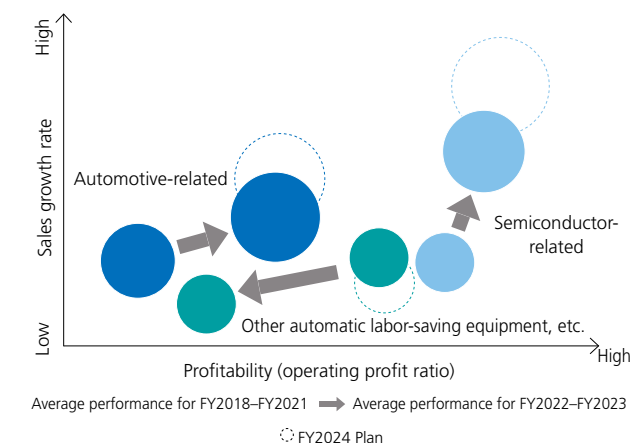 High
Sales growth rate
Low
Automotive-related
Semiconductor-
related
Other automatic labor-saving equipment, etc.
High
Profitability (operating profit ratio)
Average performance for FY2018–FY2021 Average performance for FY2022–FY2023
FY2024 Plan